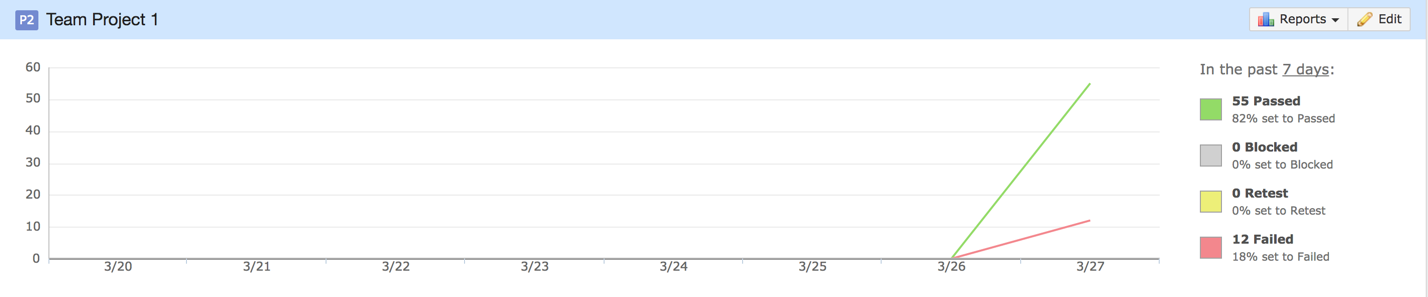 P2 Team Project 1
Reports Edit
60
50
40
30
20
10
0
3/20 3/21 3/22 3/23 3/24 3/25 3/26 3/27
In the past 7 days:
55 Passed
82% set to Passed
0 Blocked
0% set to Blocked
0 Retest
0% set to Retest
12 Failed
18% set to Failed